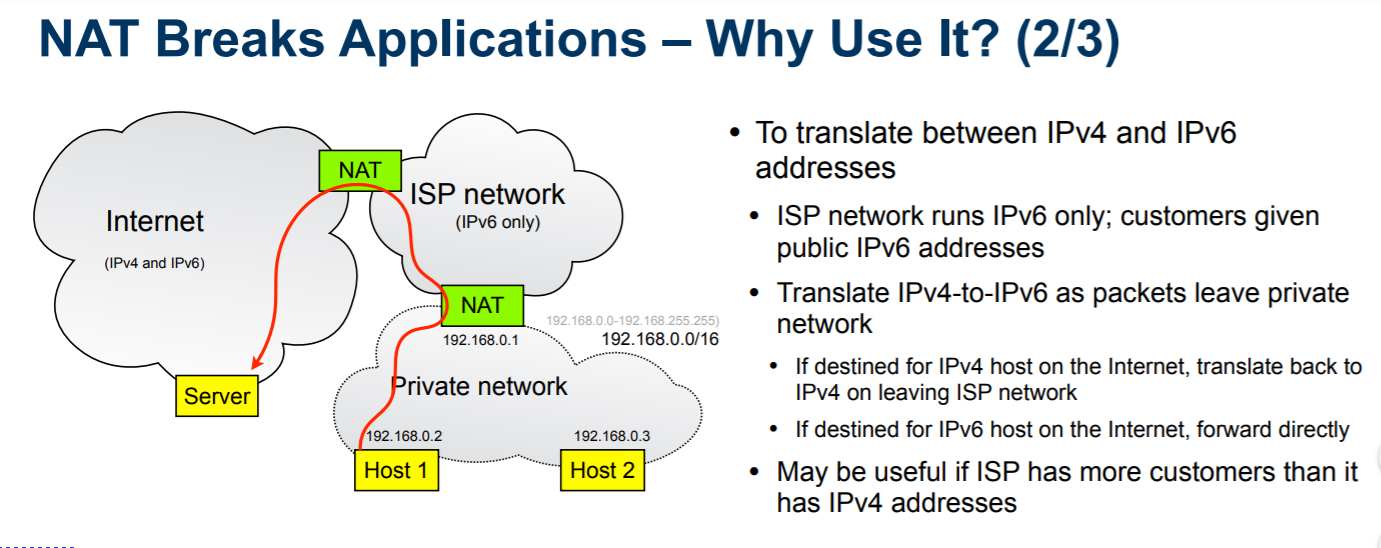 NAT Breaks Applications – Why Use It? (2/3)
NAT
ISP network
(IPv6 only)
Internet
(IPv4 and IPv6)
NAT
192.168.0.0-192.168.255.255)
192.168.0.0/16
192.168.0.1
Private network
Server
192.168.0.2
192.168.0.3
Host 1
Host 2
• To translate between IPv4 and IPv6
addresses
• ISP network runs IPv6 only; customers given
public IPv6 addresses
• Translate IPv4-to-IPv6 as packets leave private
network
• If destined for IPv4 host on the Internet, translate back to
IPv4 on leaving ISP network
• If destined for IPv6 host on the Internet, forward directly
• May be useful if ISP has more customers than it
has IPv4 addresses